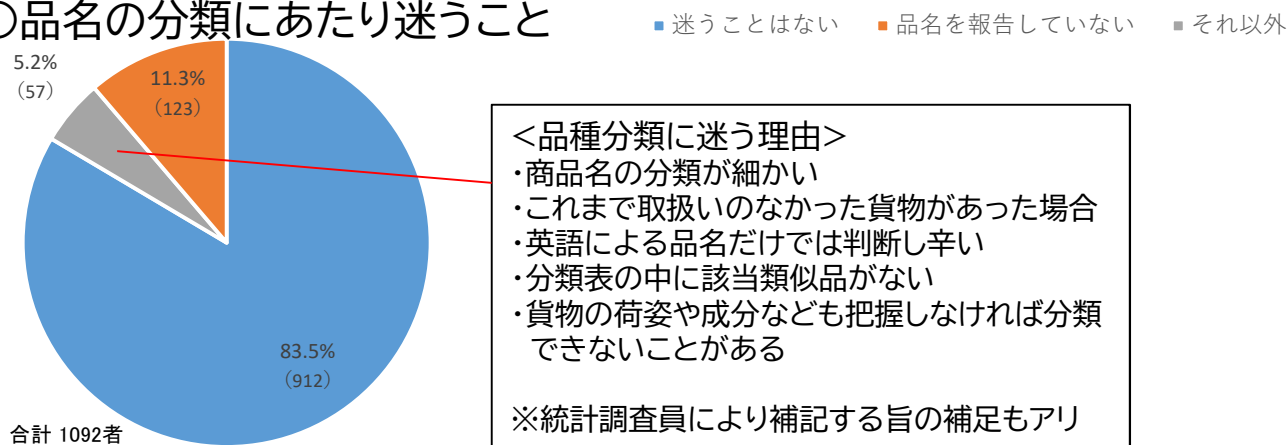 ○品名の分類にあたり迷うこと
■ 迷うことはない ■ 品名を報告していない ■ それ以外
5.2%
（57）
11.3%
（123）
83.5%
（912）
合計 1092者
＜品種分類に迷う理由＞
・商品名の分類が細かい
・これまで取扱いのなかった貨物があった場合
・英語による品名だけでは判断し辛い
・分類表の中に該当類似品がない
・貨物の荷姿や成分なども把握しなければ分類
できないことがある
※統計調査員により補記する旨の補足もアリ